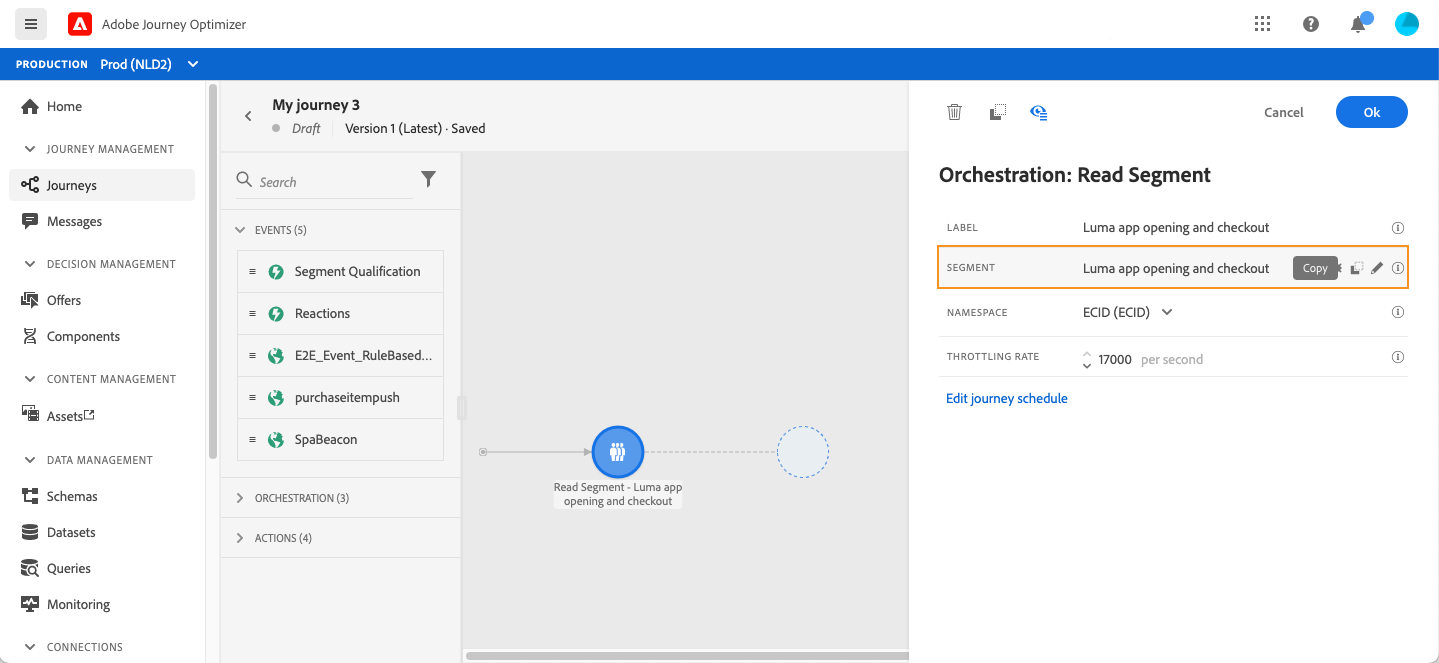 Adobe Journey Optimizer
PRODUCTION Prod (NLD2)
Home
JOURNEY MANAGEMENT
Journeys
Messages
DECISION MANAGEMENT
Offers
Components
CONTENT MANAGEMENT
Assets
DATA MANAGEMENT
Schemas
Datasets
Queries
Monitoring
CONNECTIONS
My journey 3
Draft Version 1 (Latest) · Saved
Search
EVENTS (5)
Segment Qualification
Reactions
E2E_Event_RuleBased...
purchaseitempush
SpaBeacon
ORCHESTRATION (3)
ACTIONS (4)
Read Segment - Luma app
opening and checkout
Cancel Ok
Orchestration: Read Segment
LABEL Luma app opening and checkout
SEGMENT Luma app opening and checkout Copy
NAMESPACE ECID (ECID)
THROTTLING RATE 17000 per second
Edit journey schedule